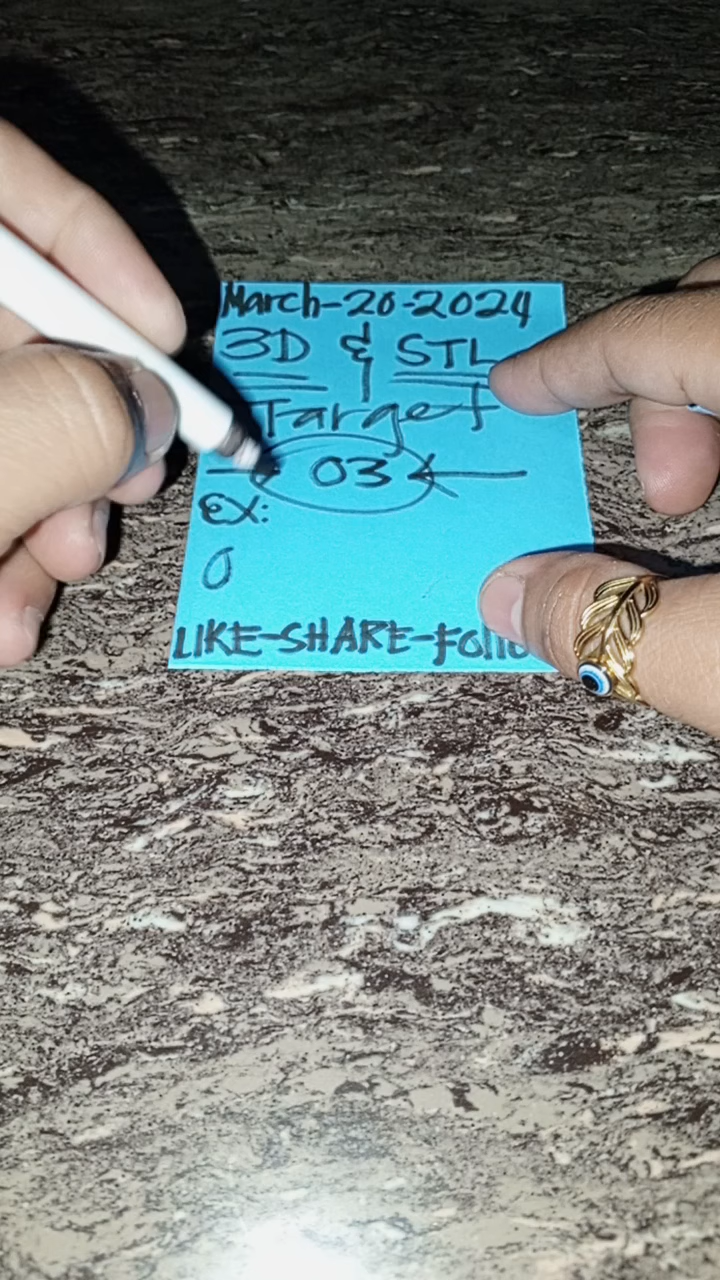 March-20-2024
3D & STL
Target
03
EX:
0
LIKE-SHARE-Follo